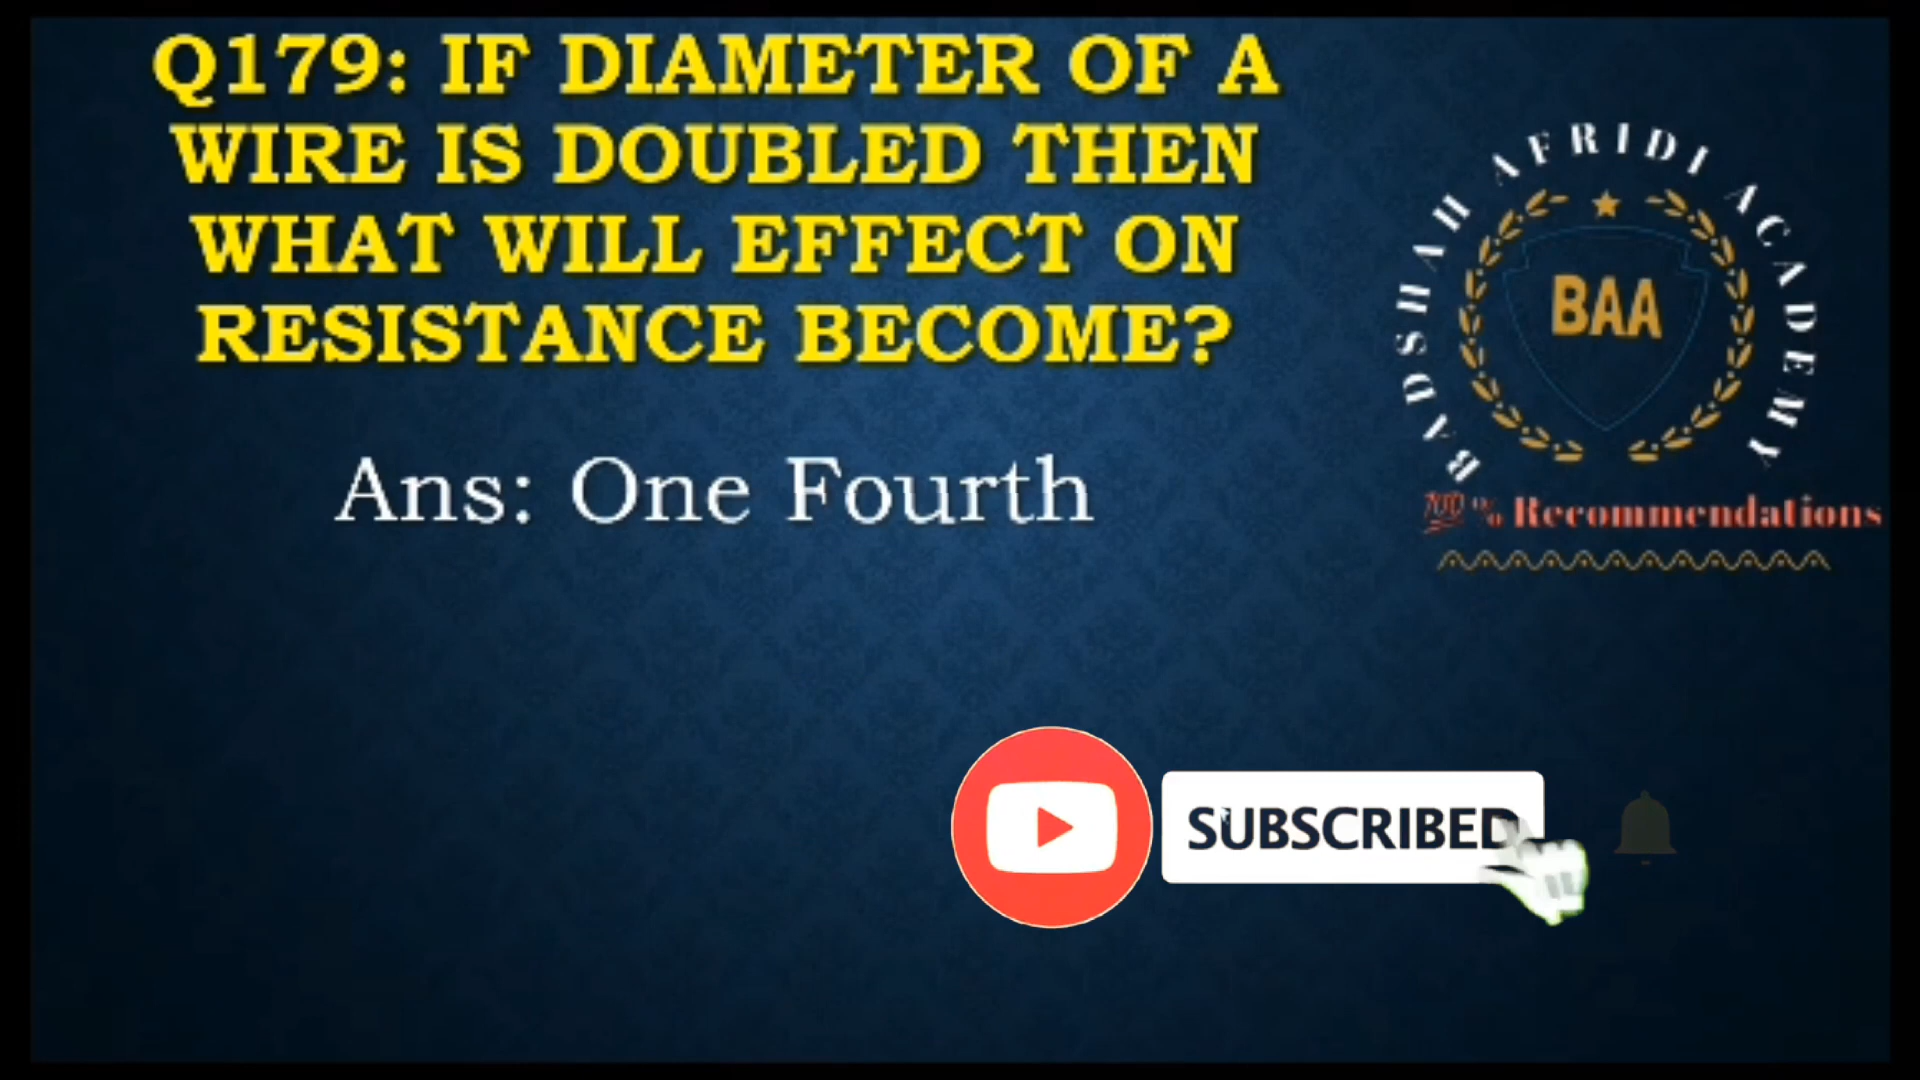 Q179: IF DIAMETER OF A
WIRE IS DOUBLED THEN
WHAT WILL EFFECT ON
RESISTANCE BECOME?
Ans: One Fourth
BADSHAH AFRIDI ACADEMY
BAA
💯% Recommendations
SUBSCRIBED